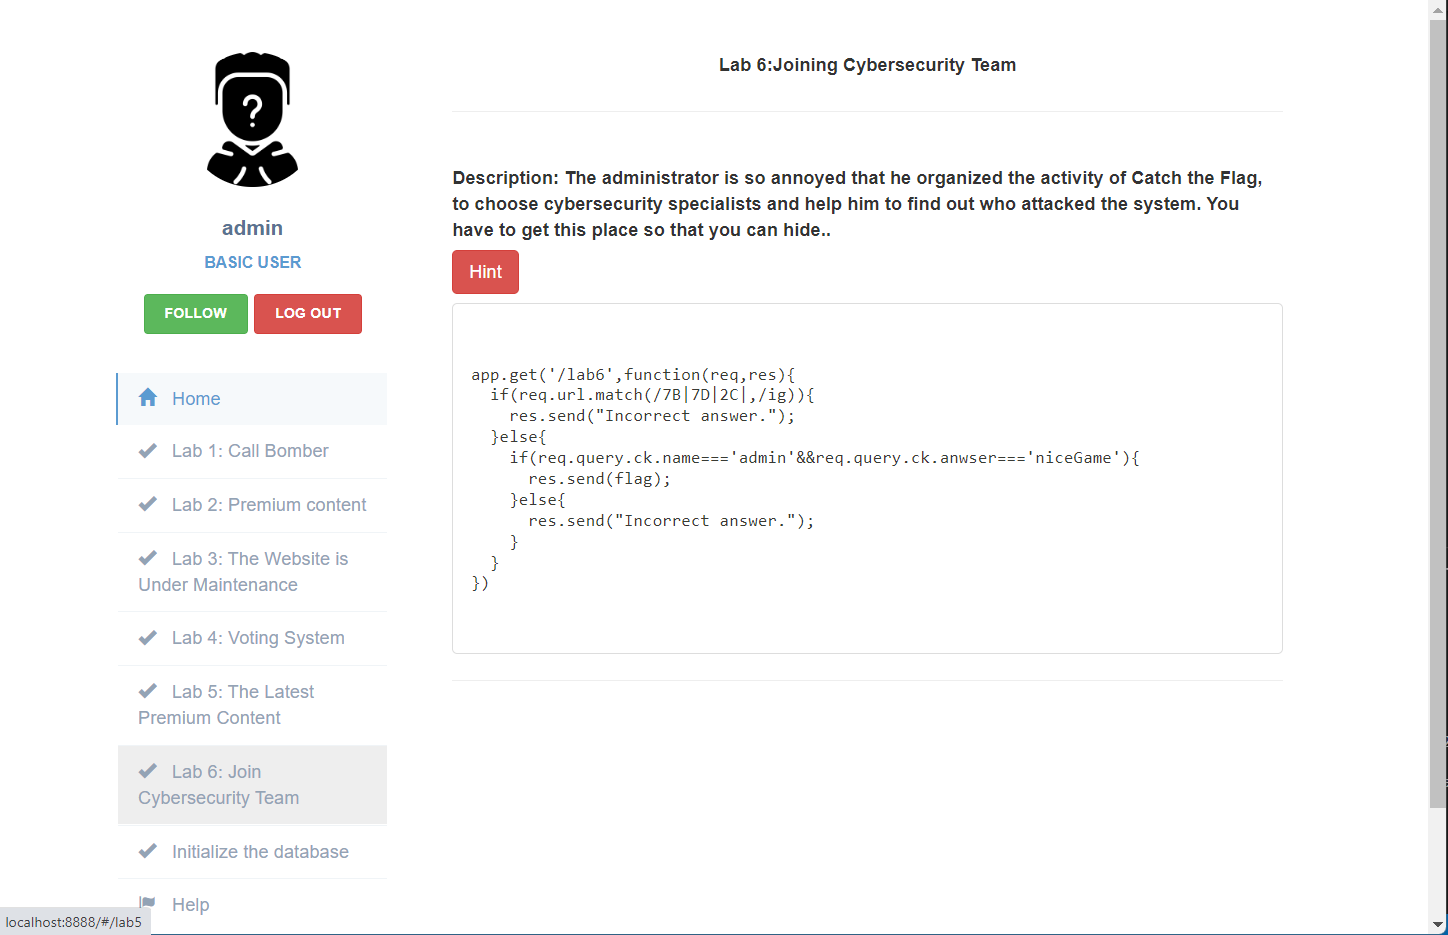 ?
admin
BASIC USER
FOLLOW
LOG OUT
Home
Lab 1: Call Bomber
Lab 2: Premium content
Lab 3: The Website is
Under Maintenance
Lab 4: Voting System
Lab 5: The Latest
Premium Content
Lab 6: Join
Cybersecurity Team
Initialize the database
Help
localhost:8888/#/lab5
Lab 6:Joining Cybersecurity Team
Description: The administrator is so annoyed that he organized the activity of Catch the Flag,
to choose cybersecurity specialists and help him to find out who attacked the system. You
have to get this place so that you can hide..
Hint
app.get('/lab6',function(req,res){
  if(req.url.match(/7B|7D|2C|,/ig)){
    res.send("Incorrect answer.");
  }else{
    if(req.query.ck.name==='admin'&&req.query.ck.anwser==='niceGame'){
      res.send(flag);
    }else{
      res.send("Incorrect answer.");
    }
  }
})